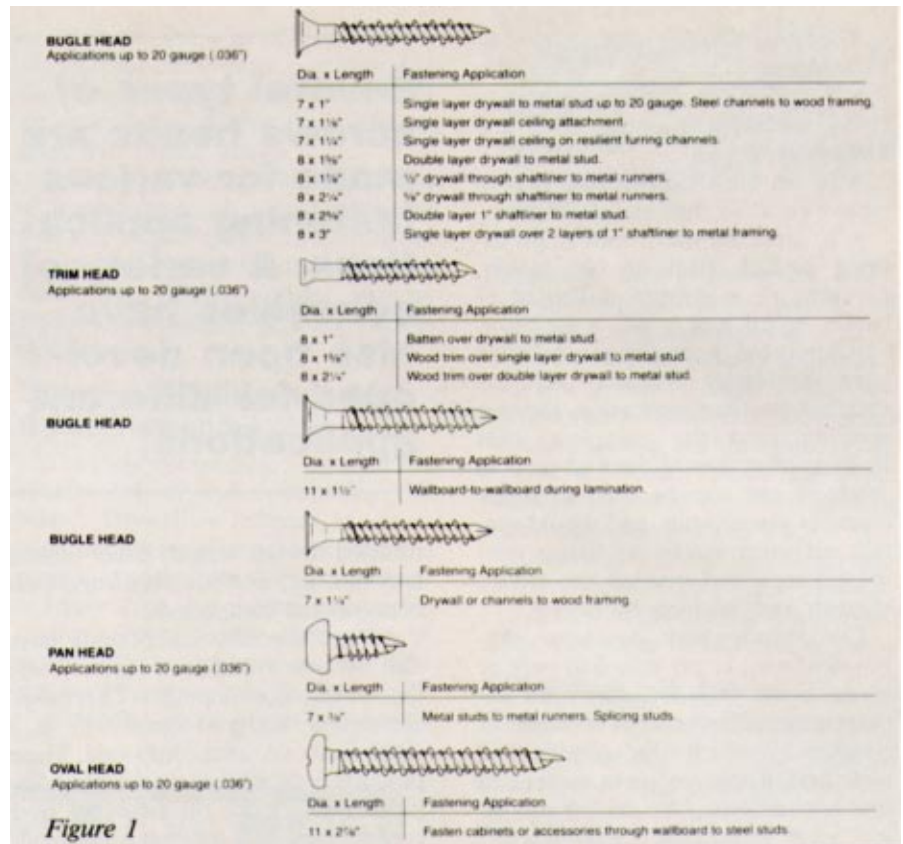 BUGLE HEAD
Applications up to 20 gauge (.036")
Dia. x Length Fastening Application
7 x 1" Single layer drywall to metal stud up to 20 gauge. Steel channels to wood framing.
7 x 1⅛" Single layer drywall ceiling attachment.
7 x 1¼" Single layer drywall ceiling on resilient furring channels.
8 x 1⅝" Double layer drywall to metal stud.
8 x ½" drywall through shaftliner to metal runners.
8 x 2¼" ⅝" drywall through shaftliner to metal runners.
8 x 2⅝" Double layer 1" shaftliner to metal stud.
8 x 3" Single layer drywall over 2 layers of 1" shaftliner to metal framing.
TRIM HEAD
Applications up to 20 gauge (.036")
Dia. x Length Fastening Application
8 x 1" Batten over drywall to metal stud.
8 x 1⅝" Wood trim over single layer drywall to metal stud.
8 x 2¼" Wood trim over double layer drywall to metal stud.
BUGLE HEAD
Dia. x Length Fastening Application
11 x 1½" Wallboard-to-wallboard during lamination.
BUGLE HEAD
Dia. x Length Fastening Application
7 x 1¼" Drywall or channels to wood framing.
PAN HEAD
Applications up to 20 gauge (.036")
Dia. x Length Fastening Application
7 x Metal studs to metal runners. Splicing studs.
OVAL HEAD
Applications up to 20 gauge (.036")
Dia. x Length Fastening Application
11 x Fasten cabinets or accessories through wallboard to steel studs.
Figure 1